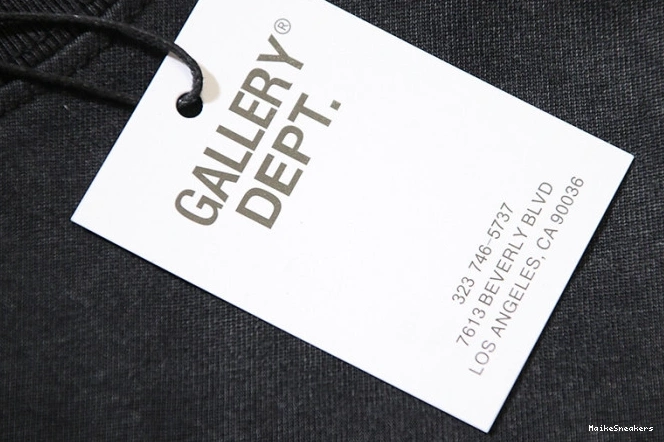 GALLERY®
DEPT.
323 746-5737
7613 BEVERLY BLVD
LOS ANGELES, CA 90036
MaikeSneakers